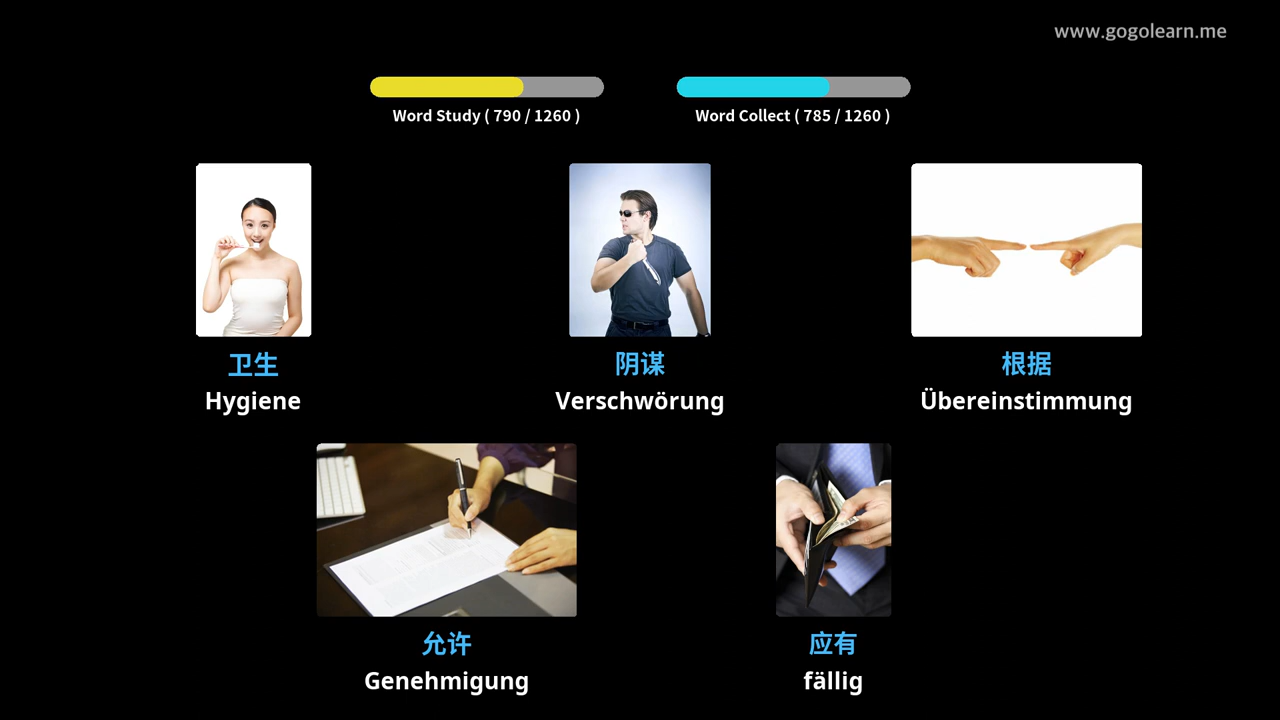 www.gogolearn.me
Word Study ( 790 / 1260 )
Word Collect ( 785 / 1260 )
卫生
Hygiene
阴谋
Verschwörung
根据
Übereinstimmung
允许
Genehmigung
应有
fällig